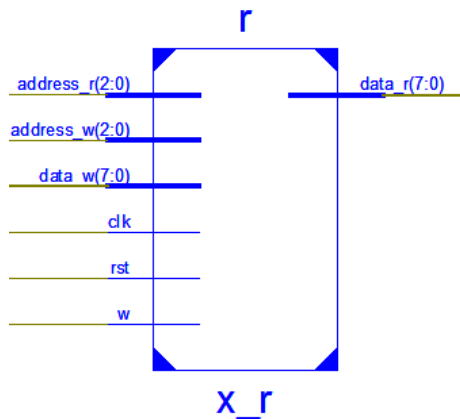 r
address_r(2:0)
data_r(7:0)
address_w(2:0)
data_w(7:0)
clk
rst
w
x_r